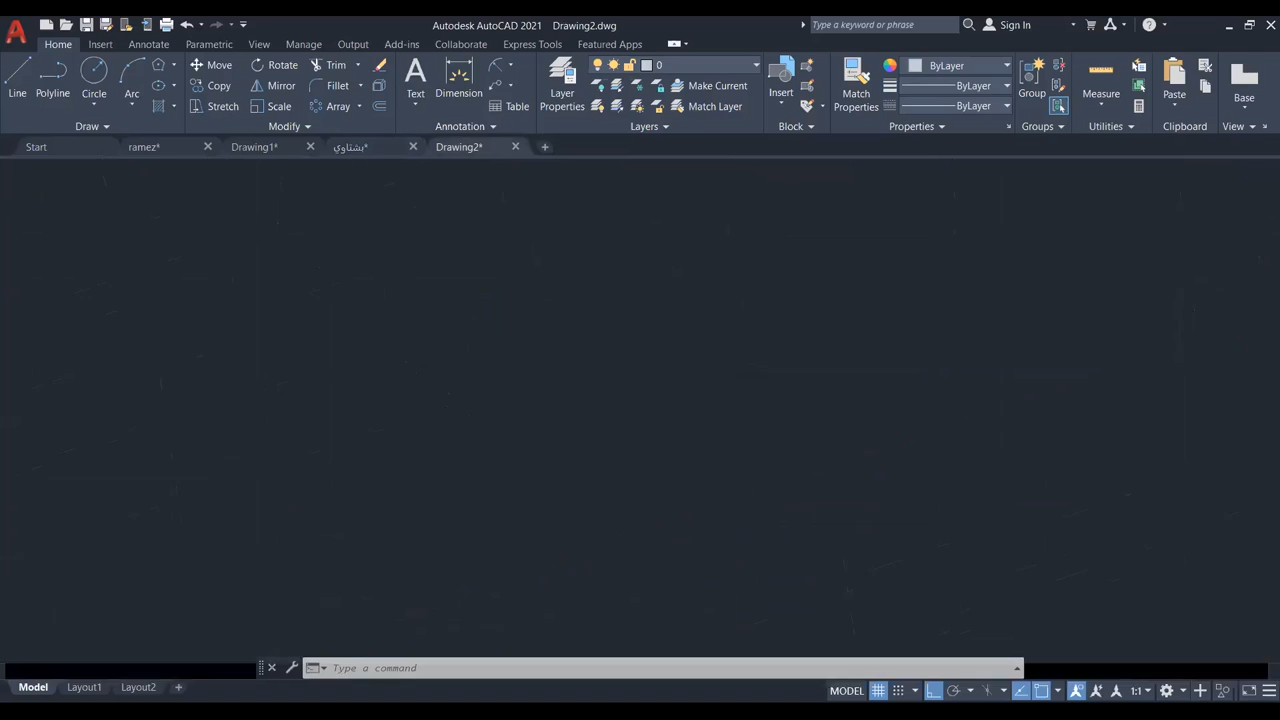 Autodesk AutoCAD 2021 Drawing2.dwg
Type a keyword or phrase
Sign In
Home Insert Annotate Parametric View Manage Output Add-ins Collaborate Express Tools Featured Apps
Line
Polyline
Circle
Arc
Draw
Move
Rotate
Trim
Copy
Mirror
Fillet
Stretch
Scale
Array
Modify
Text
Dimension
Table
Annotation
Layer
Properties
0
Make Current
Match Layer
Layers
Insert
Block
Match
Properties
ByLayer
ByLayer
ByLayer
Properties
Group
Groups
Measure
Utilities
Paste
Clipboard
Base
View
Start
ramez*
Drawing1*
بشتاوي*
Drawing2*
Type a command
Model Layout1 Layout2
MODEL
1:1